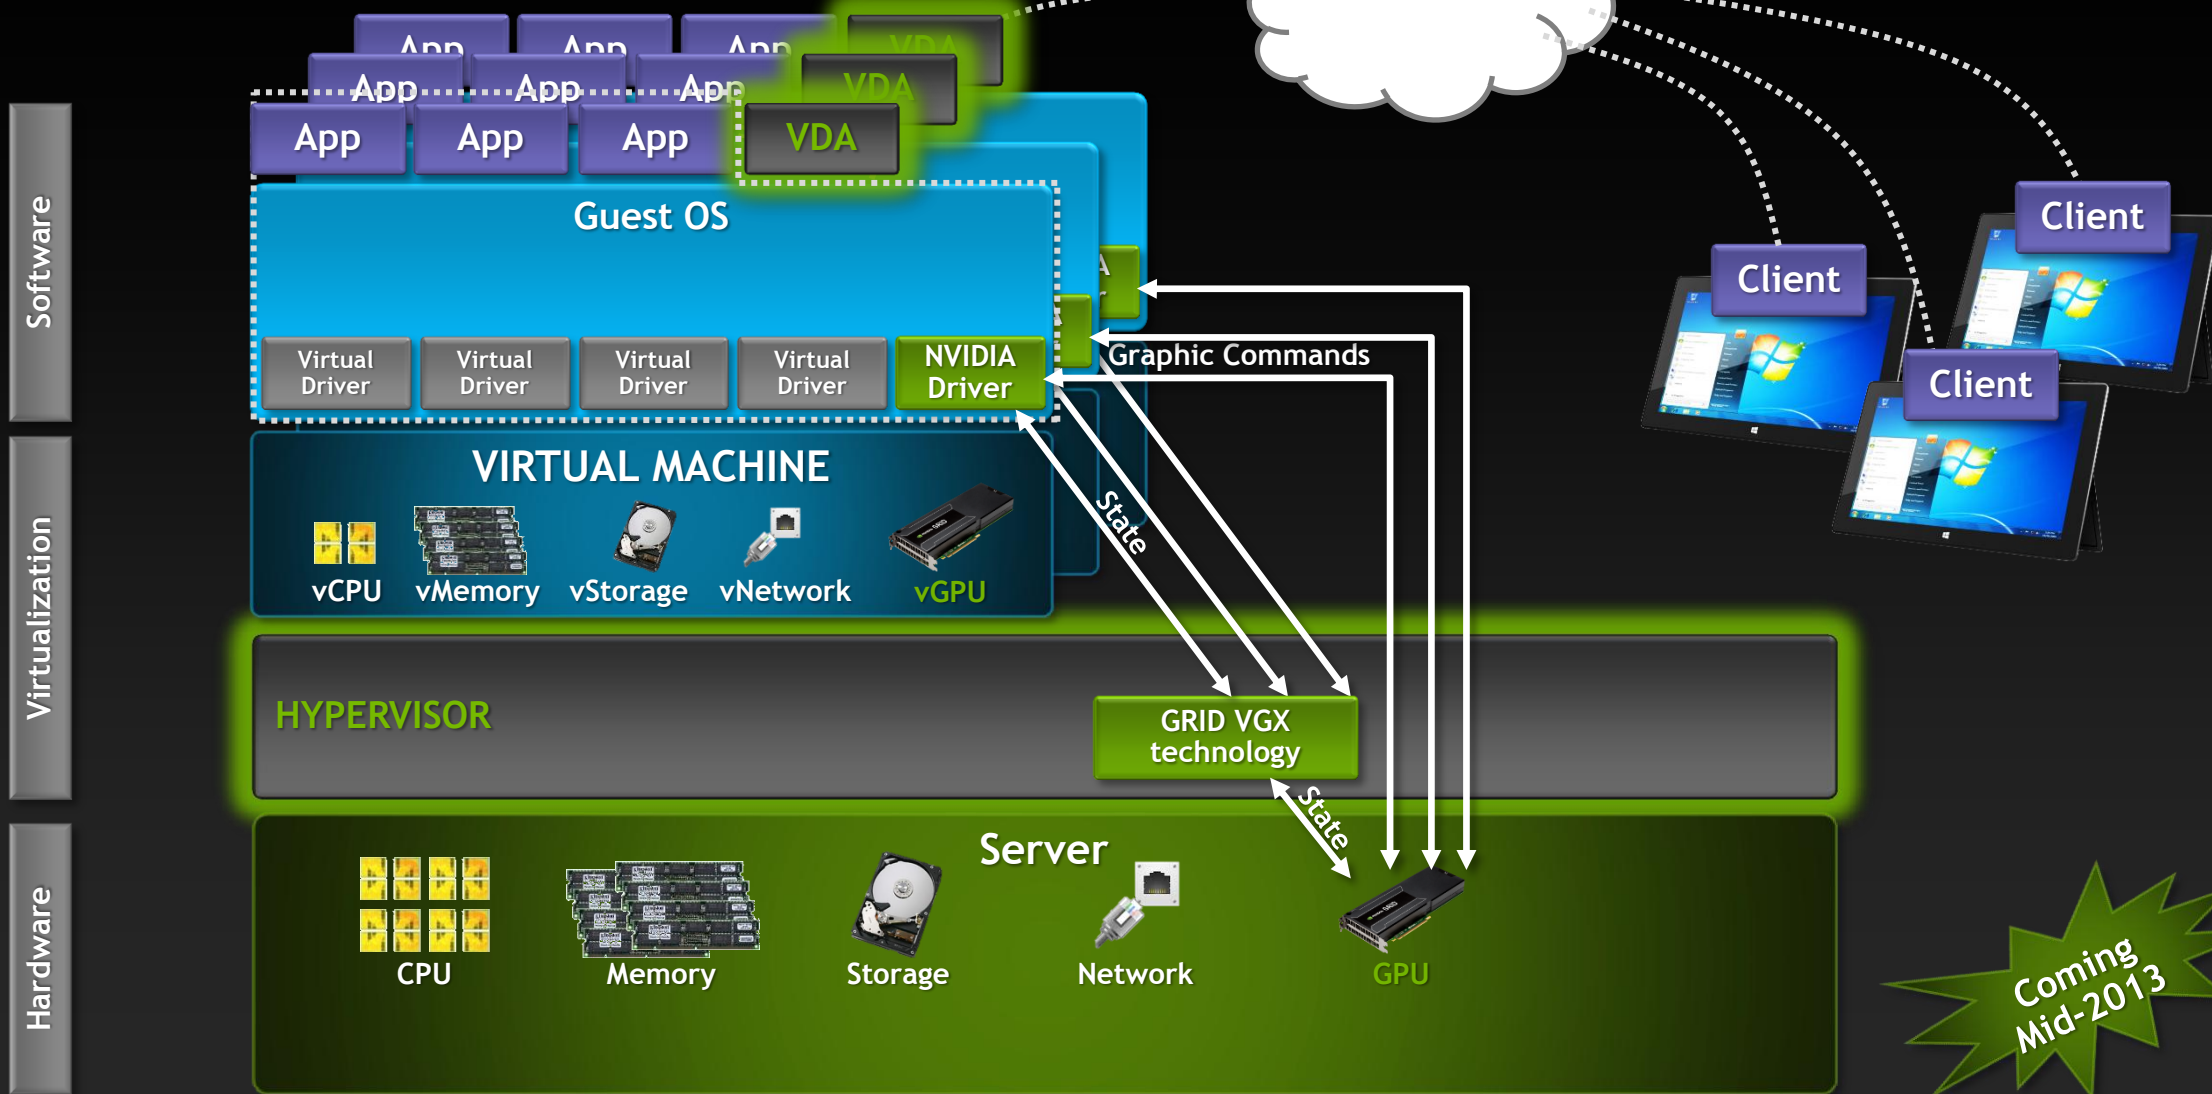 App
App
App
VDA
App
App
App
VDA
App
App
App
VDA
Guest OS
Virtual
Driver
Virtual
Driver
Virtual
Driver
Virtual
Driver
NVIDIA
Driver
Graphic Commands
Client
Client
Client
Software
VIRTUAL MACHINE
vCPU
vMemory
vStorage
vNetwork
vGPU
State
Virtualization
HYPERVISOR
GRID VGX
technology
State
Server
CPU
Memory
Storage
Network
GPU
Hardware
Coming
Mid-2013